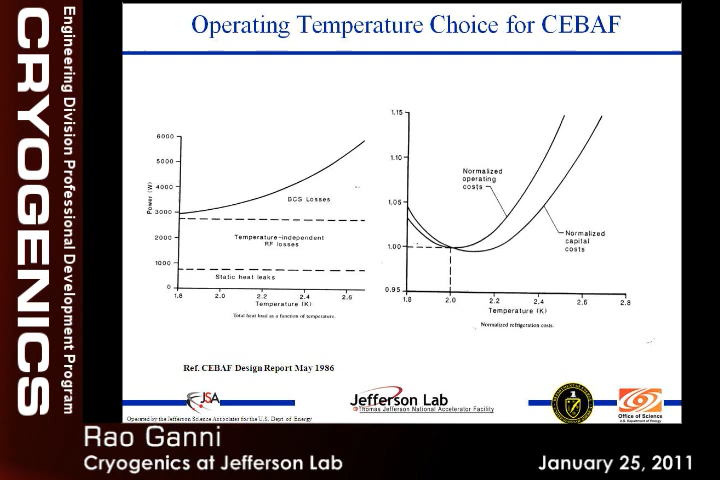 Operating Temperature Choice for CEBAF
CRYOGENICS
Engineering Division Professional Development Program
6000
5000
4000
3000
2000
1000
0
Power (W)
BCS Losses
Temperature-independent
RF losses
Static heat leaks
1.8 2.0 2.2 2.4 2.6
Temperature (K)
Total heat load as a function of temperature.
1.15
1.10
1.05
1.00
0.95
Normalized
operating
costs
Normalized
capital
costs
1.8 2.0 2.2 2.4 2.6 2.8
Temperature (K)
Normalized refrigeration costs.
Ref. CEBAF Design Report May 1986
JSA
Operated by the Jefferson Science Associates for the U.S. Dept. of Energy
Jefferson Lab
Thomas Jefferson National Accelerator Facility
Office of Science
U.S. Department of Energy
Rao Ganni
Cryogenics at Jefferson Lab
January 25, 2011